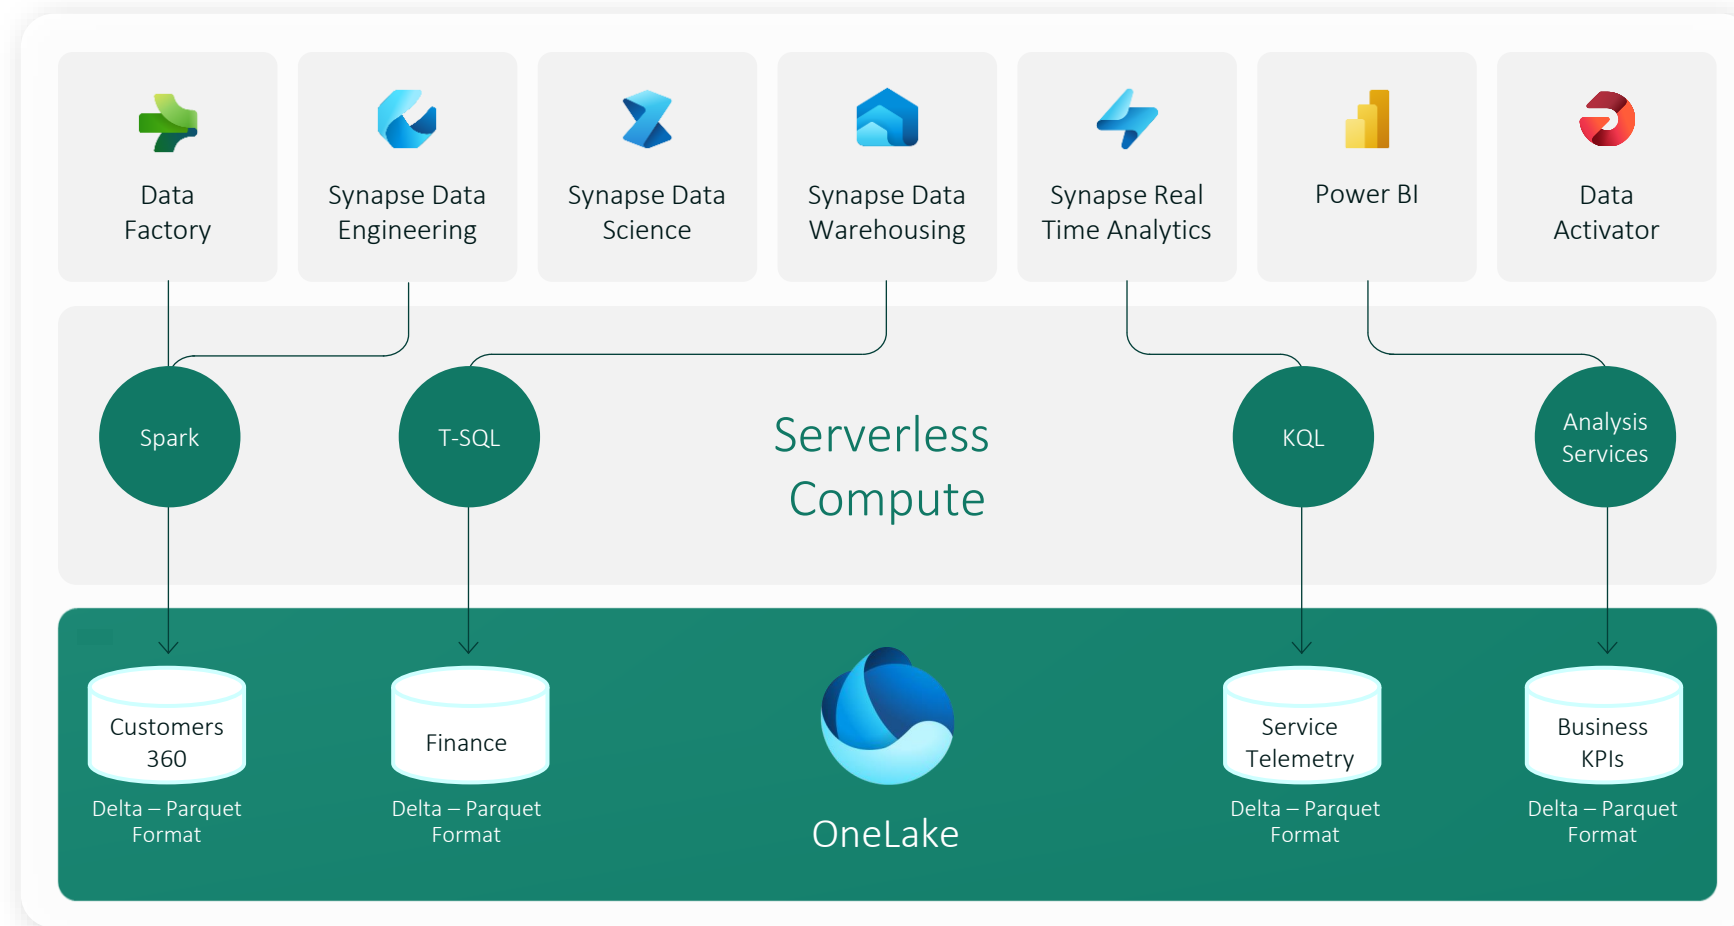 Data
Factory
Synapse Data
Engineering
Synapse Data
Science
Synapse Data
Warehousing
Synapse Real
Time Analytics
Power BI
Data
Activator
Spark
T-SQL
Serverless
Compute
KQL
Analysis
Services
Customers
360
Delta – Parquet
Format
Finance
Delta – Parquet
Format
OneLake
Service
Telemetry
Delta – Parquet
Format
Business
KPIs
Delta – Parquet
Format